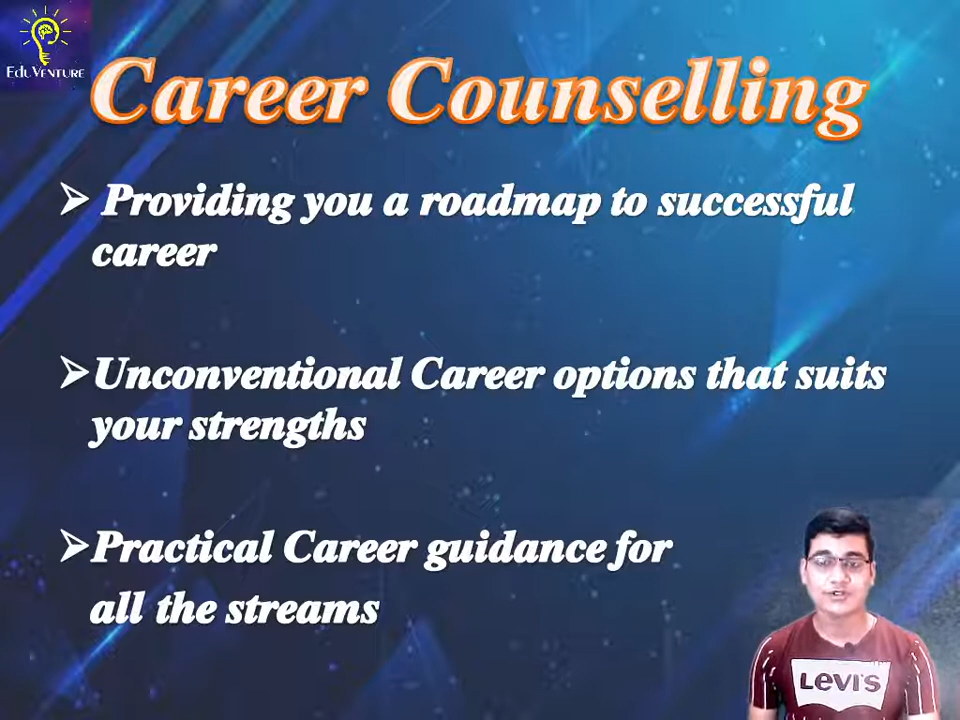 EDUVENTURE
Career Counselling
Providing you a roadmap to successful
career
Unconventional Career options that suits
your strengths
Practical Career guidance for
all the streams
LEVI'S